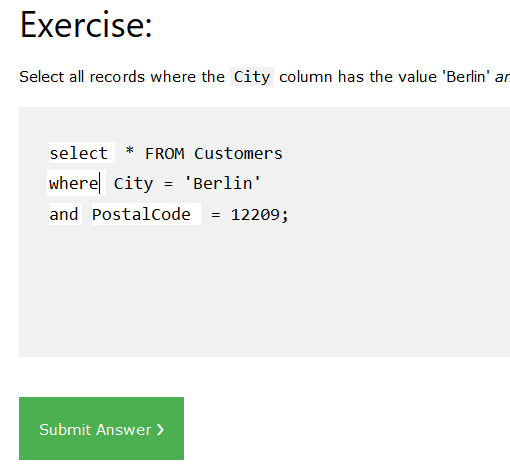 Exercise:
Select all records where the City column has the value 'Berlin'
select * FROM Customers
where City = 'Berlin'
and PostalCode = 12209;
Submit Answer ❯